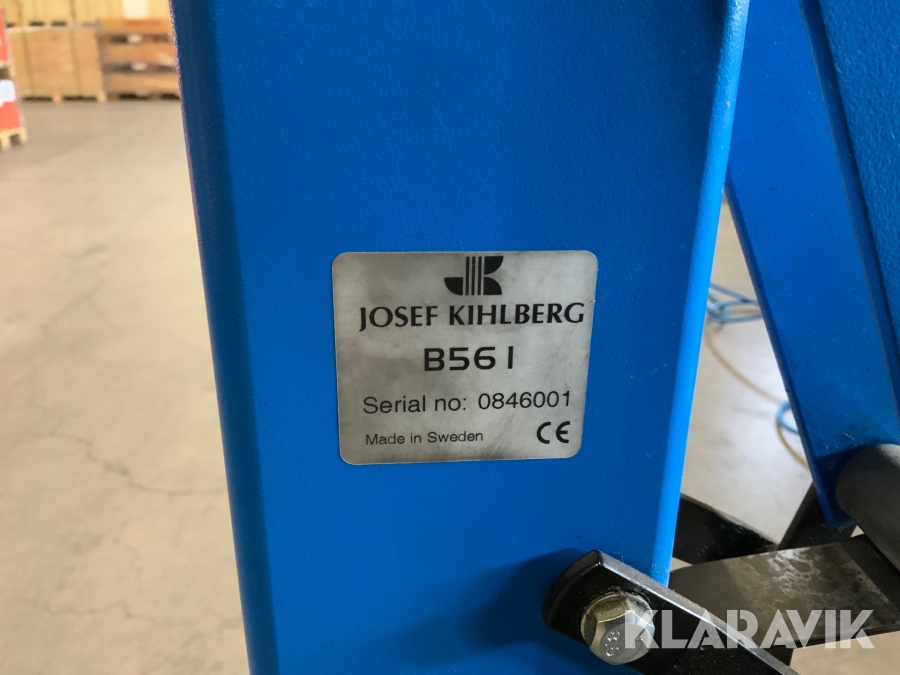 JOSEF KIHLBERG
B561
Serial no: 0846001
Made in Sweden CE
KLARAVIK